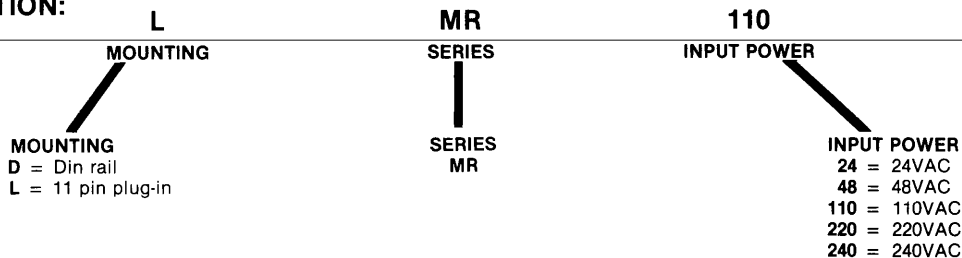 TION:
L MR 110
MOUNTING SERIES INPUT POWER
MOUNTING SERIES INPUT POWER
D = Din rail MR 24 = 24VAC
L = 11 pin plug-in 48 = 48VAC
110 = 110VAC
220 = 220VAC
240 = 240VAC